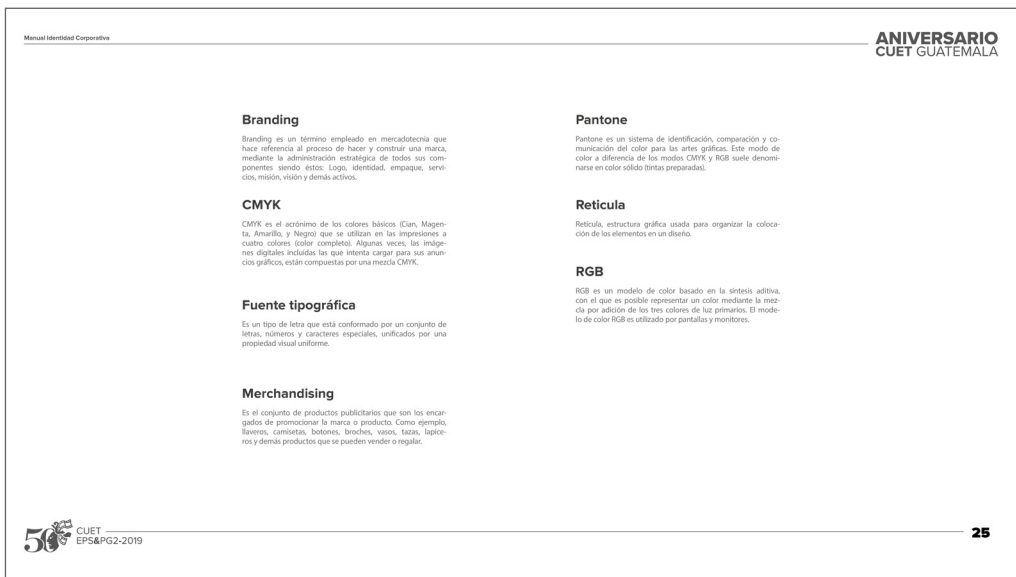 Manual Identidad Corporativa
ANIVERSARIO
CUET GUATEMALA
Branding
Branding es un término empleado en mercadotecnia que
hace referencia al proceso de hacer y construir una marca,
mediante la administración estratégica de todos sus com-
ponentes siendo éstos: Logo, identidad, empaque, servi-
cios, misión, visión y demás activos.
CMYK
CMYK es el acrónimo de los colores básicos (Cian, Magen-
ta, Amarillo, y Negro) que se utilizan en las impresiones a
cuatro colores (color completo). Algunas veces, las imáge-
nes digitales incluidas las que intenta cargar para sus anun-
cios gráficos, están compuestas por una mezcla CMYK.
Fuente tipográfica
Es un tipo de letra que está conformado por un conjunto de
letras, números y caracteres especiales, unificados por una
propiedad visual uniforme.
Merchandising
Es el conjunto de productos publicitarios que son los encar-
gados de promocionar la marca o producto. Como ejemplo,
llaveros, camisetas, botones, broches, vasos, tazas, lapice-
ros y demás productos que se pueden vender o regalar.
Pantone
Pantone es un sistema de identificación, comparación y co-
municación del color para las artes gráficas. Este modo de
color a diferencia de los modos CMYK y RGB suele denomi-
narse en color sólido (tintas preparadas).
Reticula
Retícula, estructura gráfica usada para organizar la coloca-
ción de los elementos en un diseño.
RGB
RGB es un modelo de color basado en la síntesis aditiva,
con el que es posible representar un color mediante la mez-
cla por adición de los tres colores de luz primarios. El mode-
lo de color RGB es utilizado por pantallas y monitores.
50
CUET
EPS&PG2-2019
25